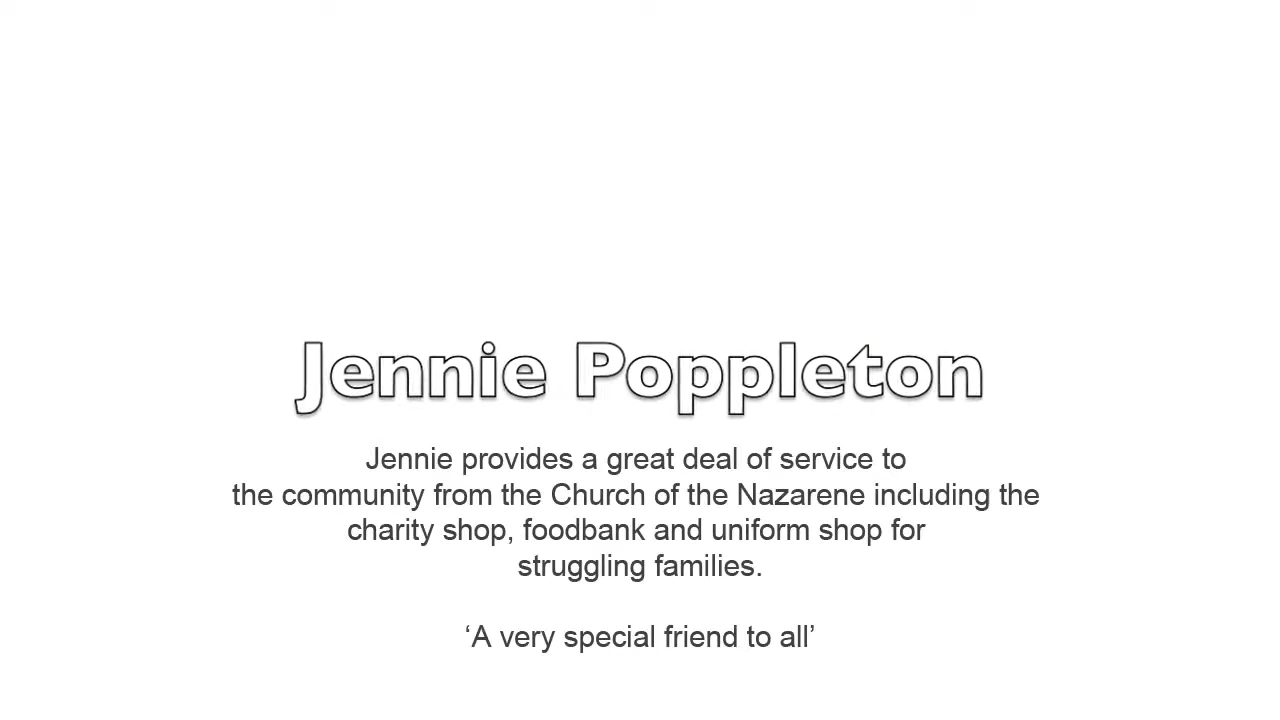 Jennie Poppleton
Jennie provides a great deal of service to
the community from the Church of the Nazarene including the
charity shop, foodbank and uniform shop for
struggling families.
‘A very special friend to all’